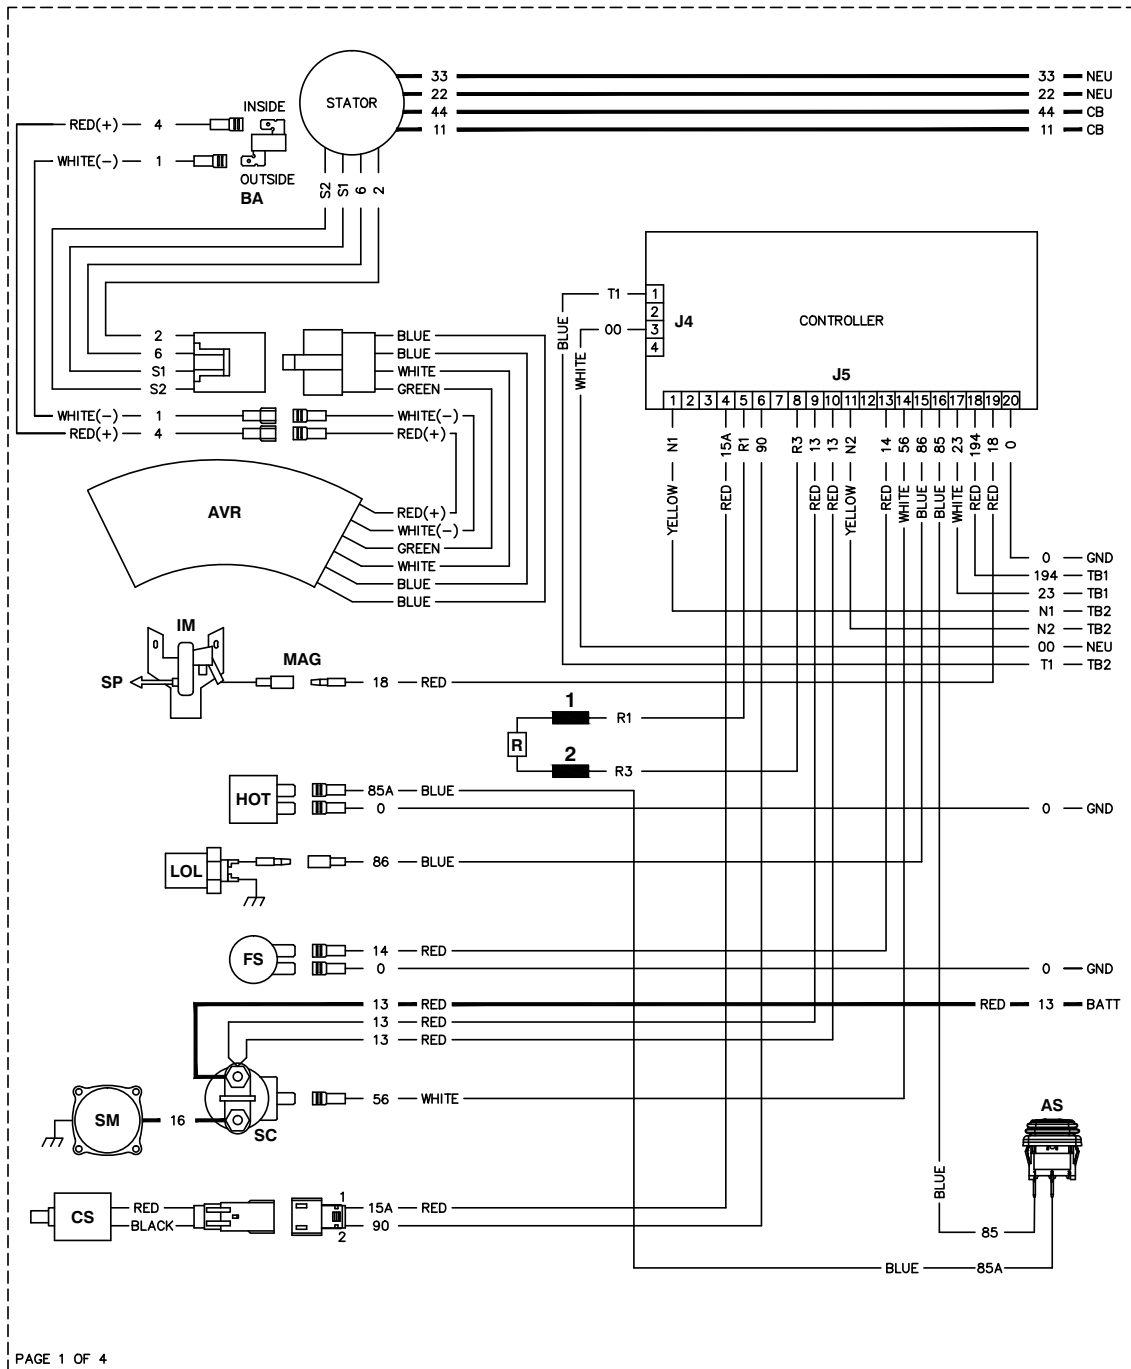 33 33 NEU
STATOR 22 22 NEU
INSIDE 44 44 CB
RED(+) 4 11 11 CB
WHITE(-) 1
OUTSIDE
BA
S2 S1 6 2
T1 1
2
00 3 J4 CONTROLLER
4
BLUE WHITE
J5
2 BLUE
6 BLUE
S1 WHITE
S2 GREEN
1 2 3 4 5 6 7 8 9 10 11 12 13 14 15 16 17 18 19 20
WHITE(-) 1 WHITE(-)
RED(+) 4 RED(+)
N1 15A R1 90 R3 13 13 N2 14 56 86 85 23 194 18 0
YELLOW RED RED RED YELLOW RED WHITE BLUE BLUE WHITE RED RED
AVR
RED(+)
WHITE(-)
GREEN
WHITE
BLUE
BLUE
0 GND
194 TB1
23 TB1
N1 TB2
N2 TB2
00 NEU
T1 TB2
IM
MAG
SP 18 RED
1
R1
R
2
R3
HOT 85A BLUE
0 0 GND
LOL 86 BLUE
FS 14 RED
0 0 GND
13 RED RED 13 BATT
13 RED
13 RED
56 WHITE
SM 16
SC
AS
BLUE
CS RED 1 15A RED
BLACK 2 90
85
BLUE 85A
PAGE 1 OF 4